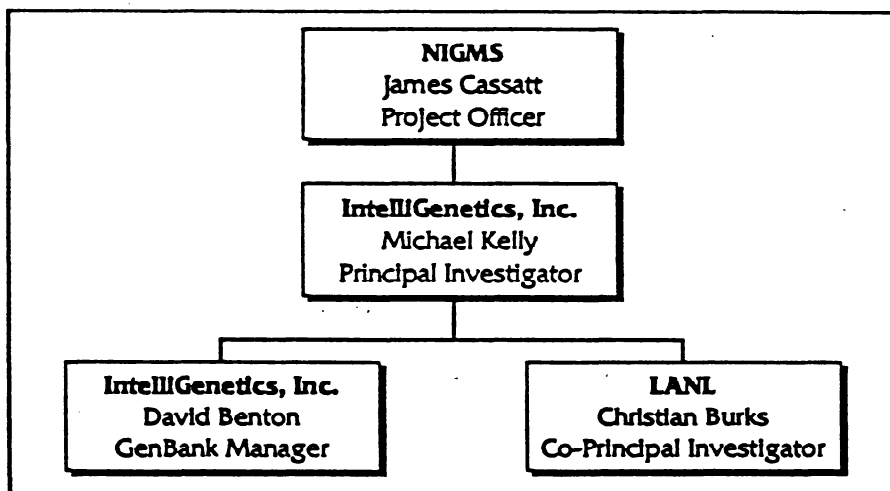 NIGMS
James Cassatt
Project Officer
IntelliGenetics, Inc.
Michael Kelly
Principal Investigator
IntelliGenetics, Inc.
David Benton
GenBank Manager
LANL
Christian Burks
Co-Principal Investigator